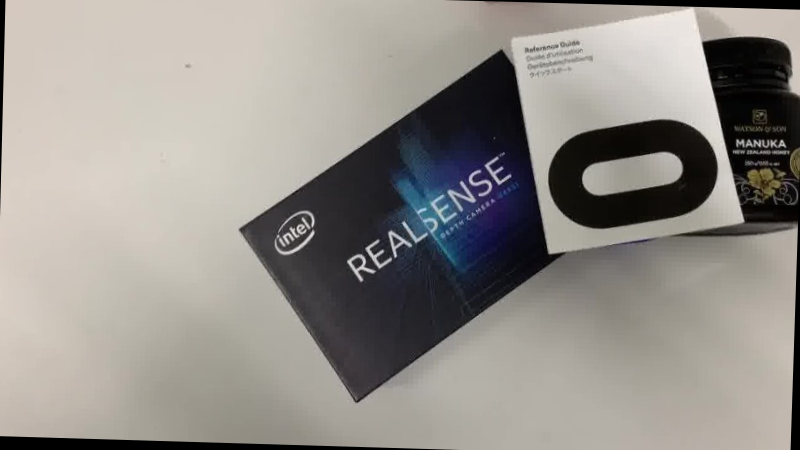 intel
REALSENSE™
DEPTH CAMERA
Reference Guide
Guide d'utilisation
Gerätebeschreibung
クイックスタート
WATSON & SON
MANUKA
NEW ZEALAND HONEY